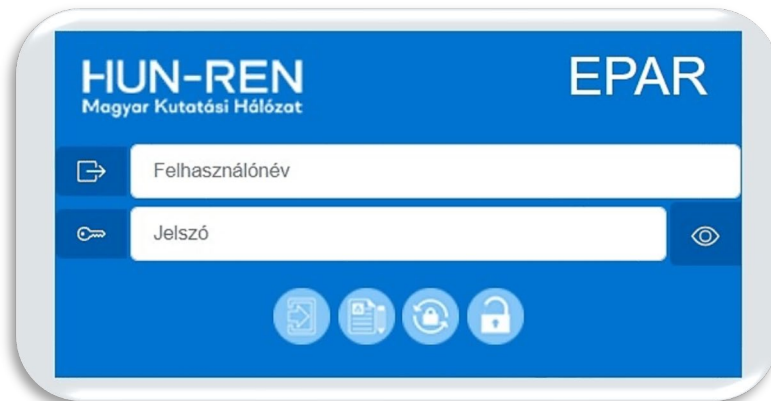 HUN-REN
Magyar Kutatási Hálózat
EPAR
Felhasználónév
Jelszó